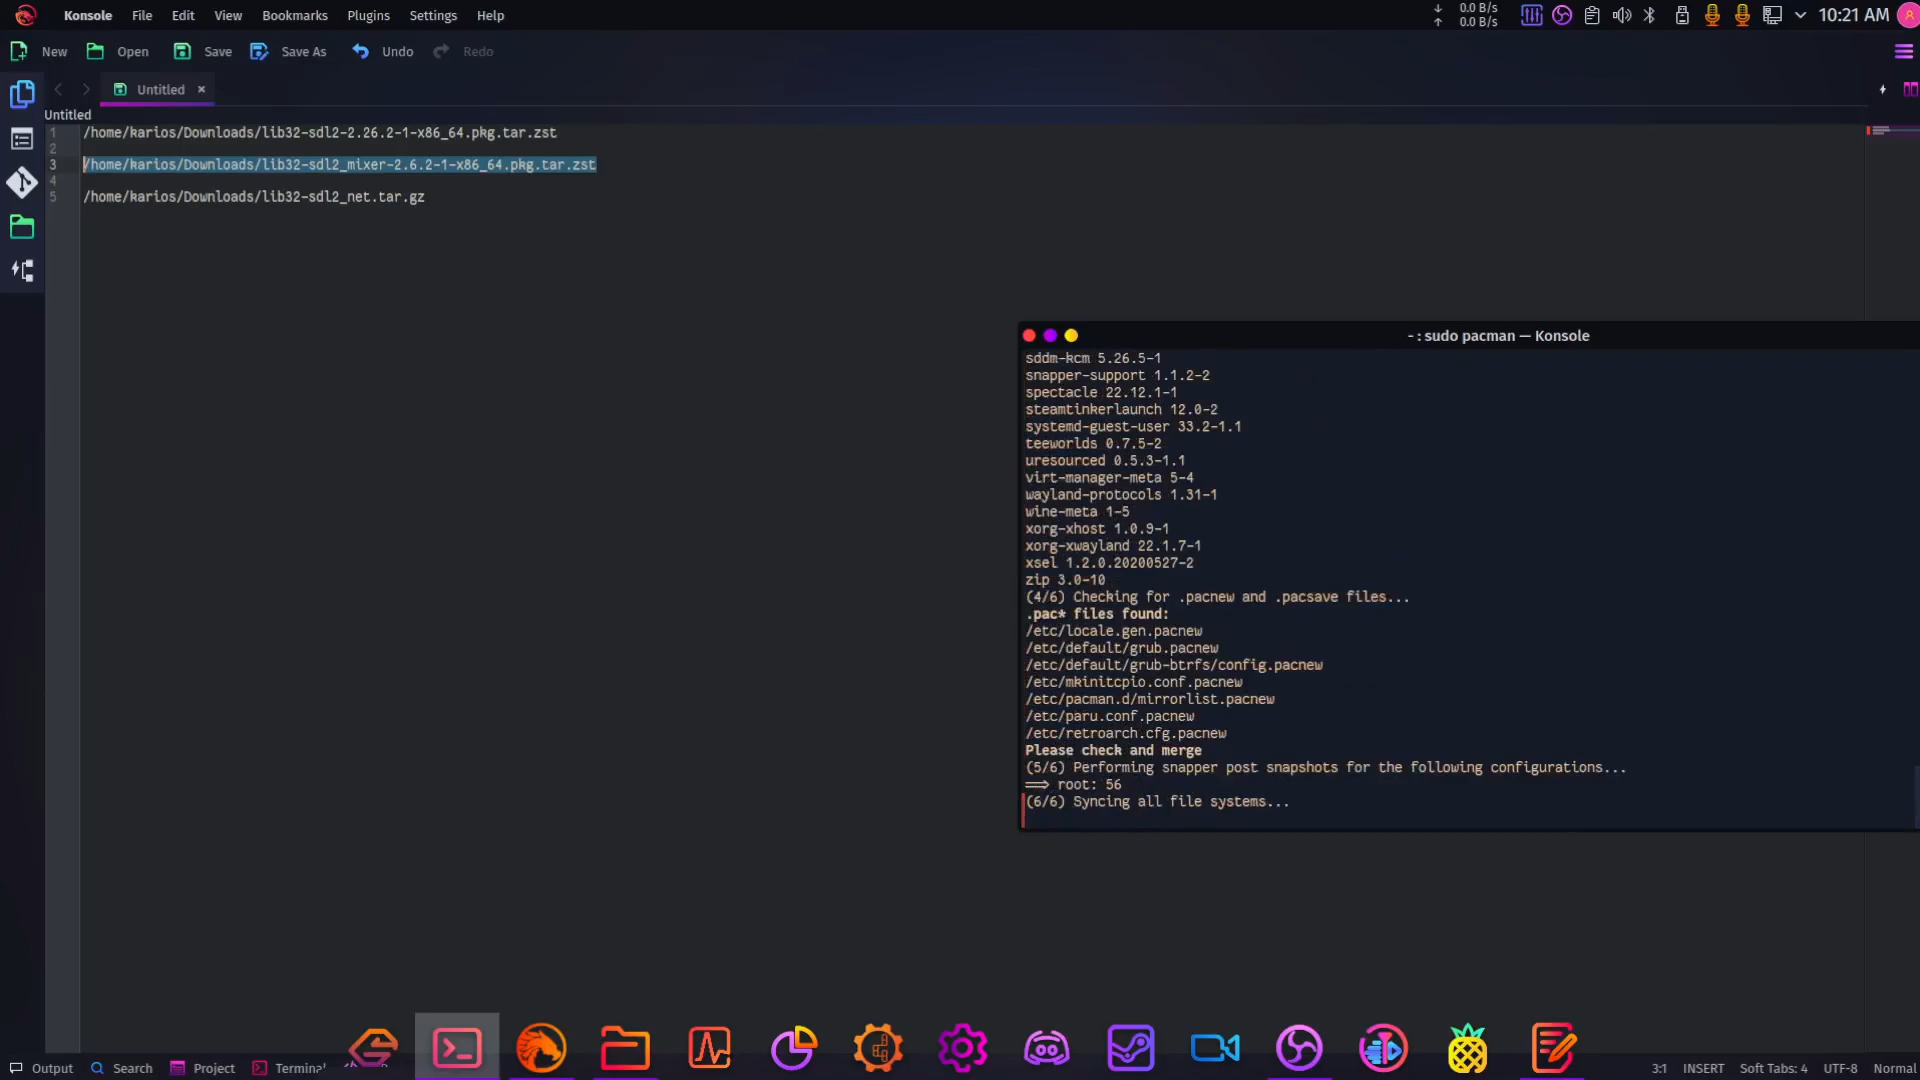 Konsole File Edit View Bookmarks Plugins Settings Help
0.0 B/s
0.0 B/s
10:21 AM
New Open Save Save As Undo Redo
Untitled
Untitled
1 /home/karios/Downloads/lib32-sdl2-2.26.2-1-x86_64.pkg.tar.zst
2
3 /home/karios/Downloads/lib32-sdl2_mixer-2.6.2-1-x86_64.pkg.tar.zst
4
5 /home/karios/Downloads/lib32-sdl2_net.tar.gz
~ : sudo pacman — Konsole
sddm-kcm 5.26.5-1
snapper-support 1.1.2-2
spectacle 22.12.1-1
steamtinkerlaunch 12.0-2
systemd-guest-user 33.2-1.1
teeworlds 0.7.5-2
uresourced 0.5.3-1.1
virt-manager-meta 5-4
wayland-protocols 1.31-1
wine-meta 1-5
xorg-xhost 1.0.9-1
xorg-xwayland 22.1.7-1
xsel 1.2.0.20200527-2
zip 3.0-10
(4/6) Checking for .pacnew and .pacsave files...
.pac* files found:
/etc/locale.gen.pacnew
/etc/default/grub.pacnew
/etc/default/grub-btrfs/config.pacnew
/etc/mkinitcpio.conf.pacnew
/etc/pacman.d/mirrorlist.pacnew
/etc/paru.conf.pacnew
/etc/retroarch.cfg.pacnew
Please check and merge
(5/6) Performing snapper post snapshots for the following configurations...
==> root: 56
(6/6) Syncing all file systems...
Output Search Project Terminal
3:1 INSERT Soft Tabs: 4 UTF-8 Normal